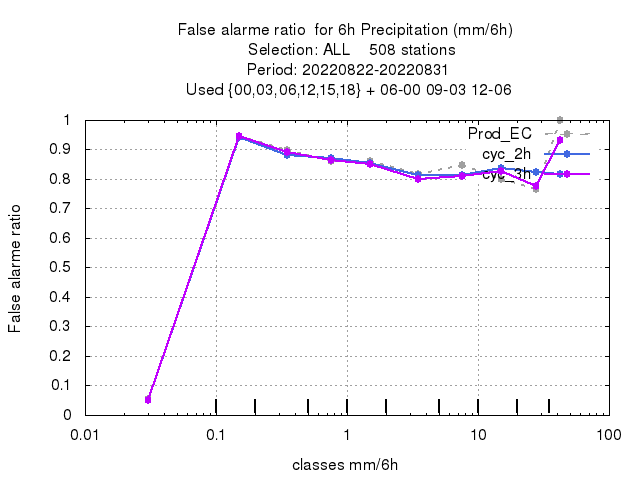 False alarme ratio  for 6h Precipitation (mm/6h)
Selection: ALL    508 stations
Period: 20220822-20220831
Used {00,03,06,12,15,18} + 06-00 09-03 12-06
1
Prod_EC
0.9
cyc_2h
0.8
cyc_3h
0.7
0.6
0.5
0.4
0.3
0.2
0.1
0
False alarme ratio
0.01
0.1
1
10
100
classes mm/6h